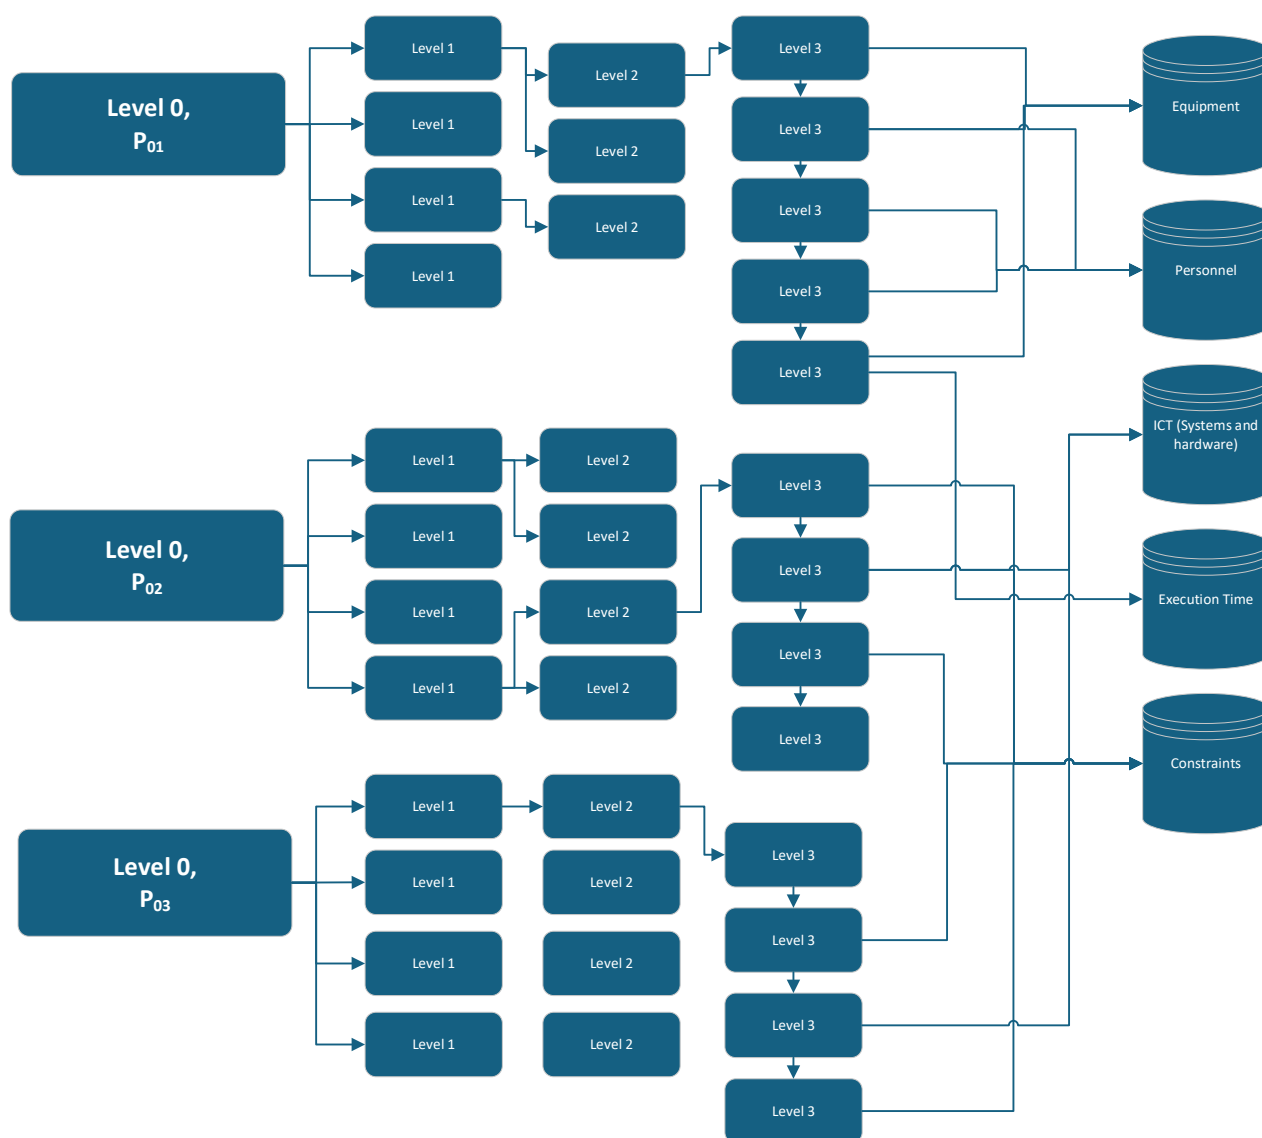 Level 0,
P01
Level 1
Level 1
Level 1
Level 1
Level 2
Level 2
Level 2
Level 3
Level 3
Level 3
Level 3
Level 3
Level 0,
P02
Level 1
Level 1
Level 1
Level 1
Level 2
Level 2
Level 2
Level 2
Level 3
Level 3
Level 3
Level 3
Level 0,
P03
Level 1
Level 1
Level 1
Level 1
Level 2
Level 2
Level 2
Level 2
Level 3
Level 3
Level 3
Level 3
Equipment
Personnel
ICT (Systems and
hardware)
Execution Time
Constraints